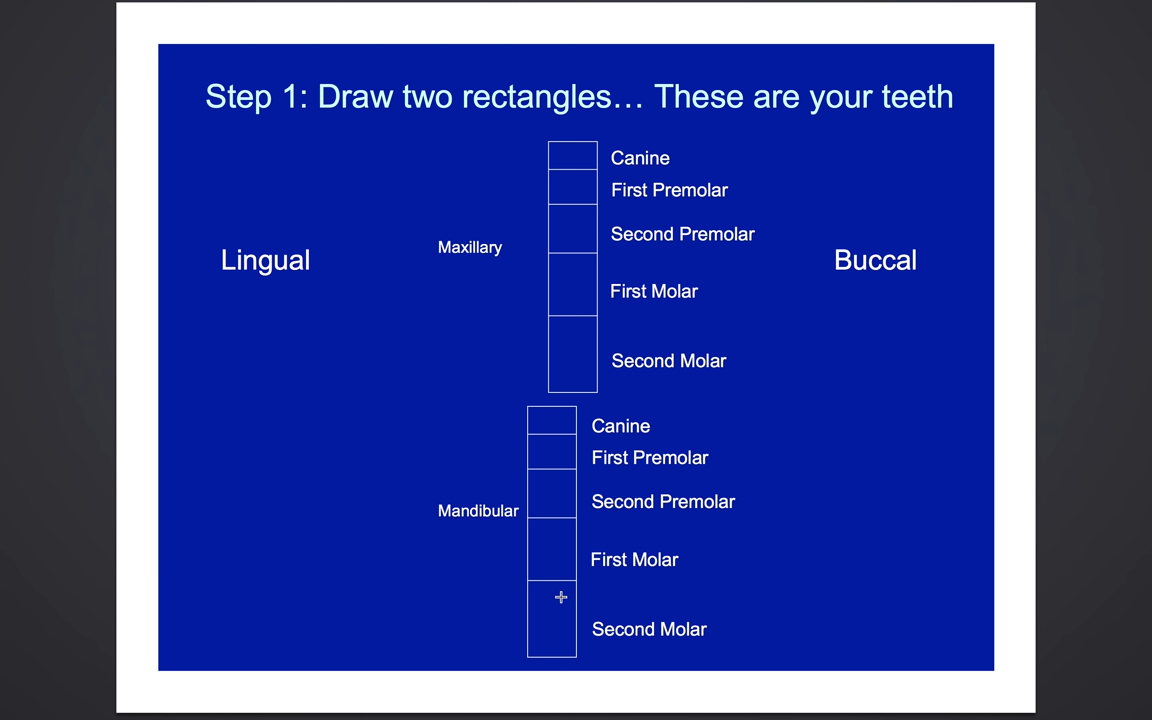 Step 1: Draw two rectangles… These are your teeth
Canine
First Premolar
Second Premolar
Maxillary
Lingual
Buccal
First Molar
Second Molar
Canine
First Premolar
Second Premolar
Mandibular
First Molar
Second Molar